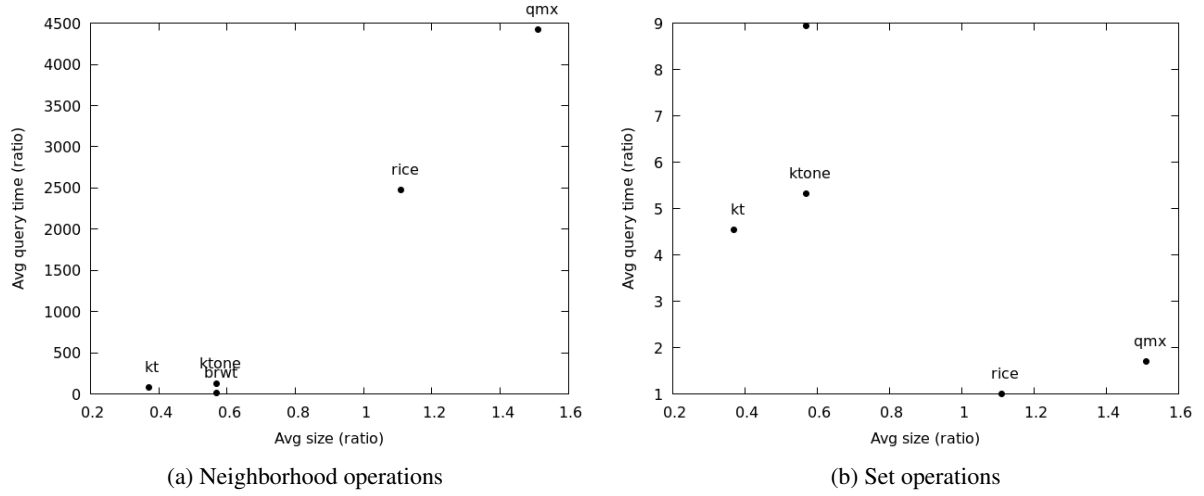 4500
4000
3500
3000
2500
2000
1500
1000
500
0
Avg query time (ratio)
qmx
rice
kt
ktone
brwt
0.2 0.4 0.6 0.8 1 1.2 1.4 1.6
Avg size (ratio)
(a) Neighborhood operations
9
8
7
6
5
4
3
2
1
Avg query time (ratio)
ktone
kt
qmx
rice
0.2 0.4 0.6 0.8 1 1.2 1.4 1.6
Avg size (ratio)
(b) Set operations